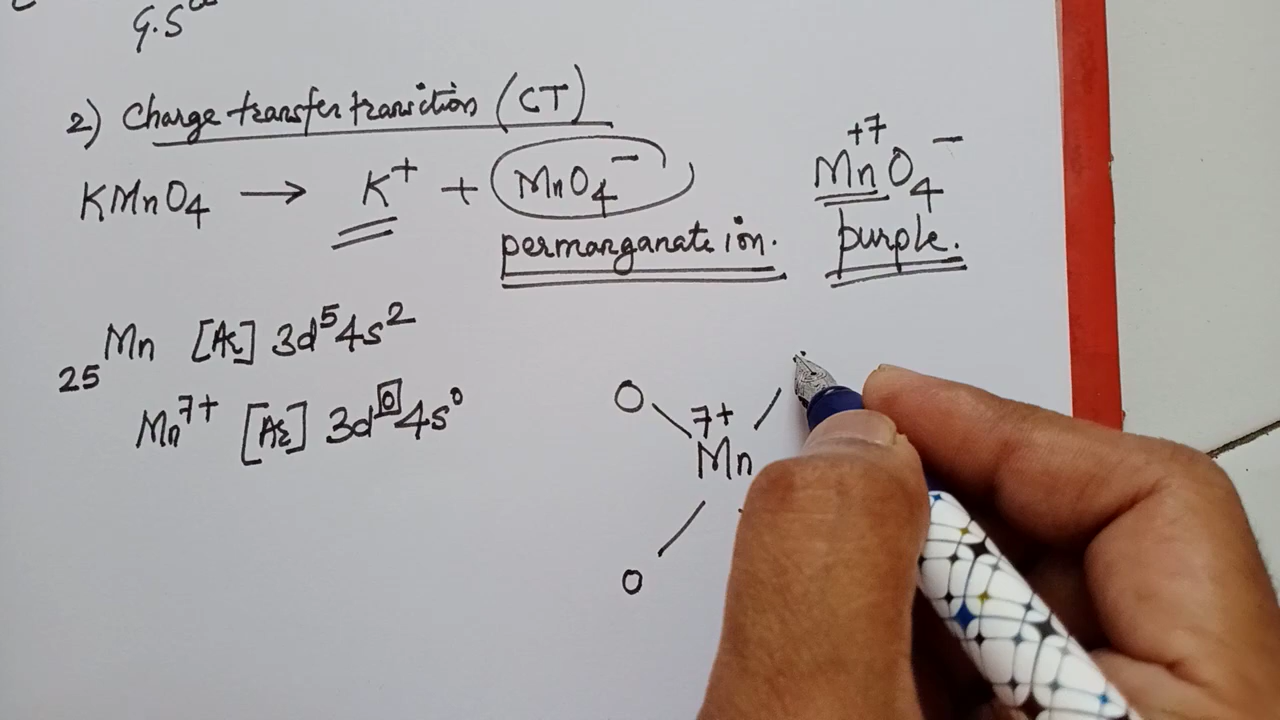 G.S
2) Charge transfer transition (CT)
KMnO4 → K+ + MnO4−
permanganate ion.
+7
MnO4−
purple.
25Mn [Ar] 3d5 4s2
Mn7+ [Ar] 3d0 4s0
O
7+
Mn
O